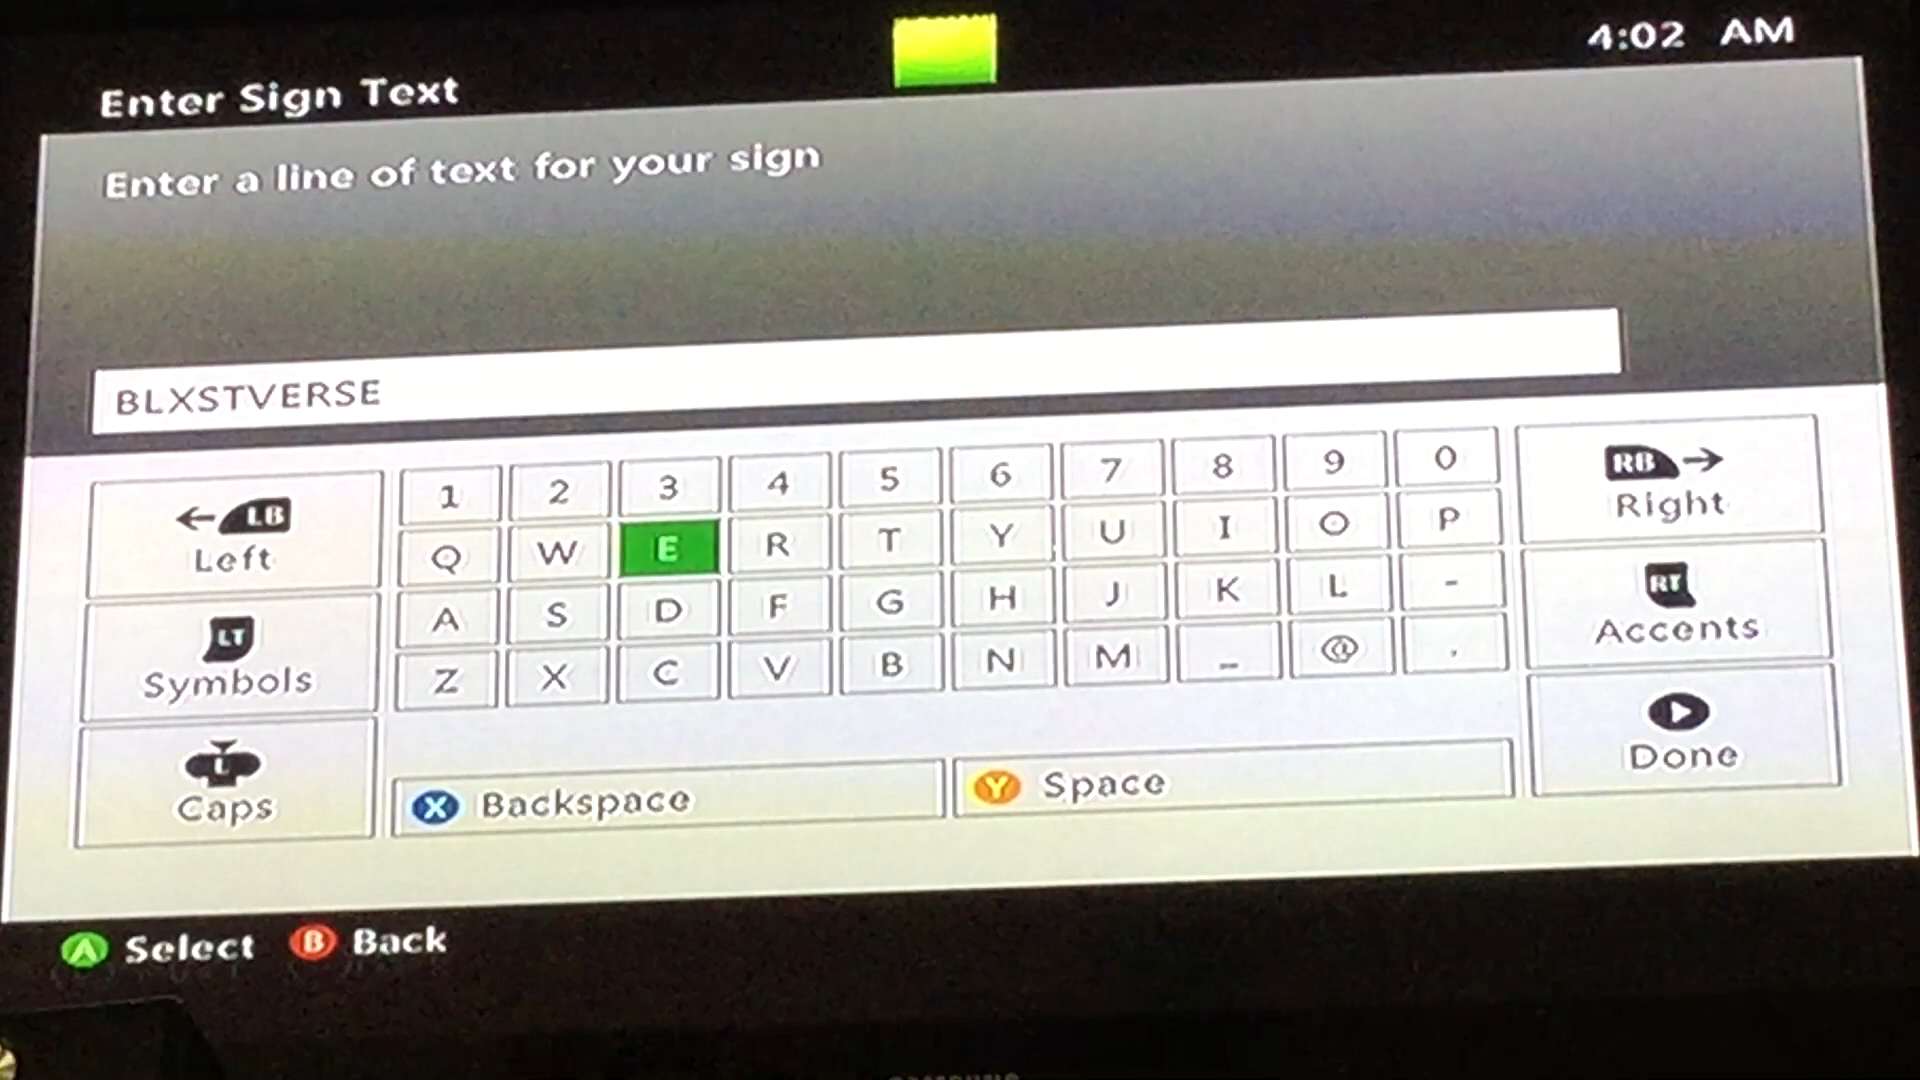 4:02 AM
Enter Sign Text
Enter a line of text for your sign
BLXSTVERSE
LB Left
1 2 3 4 5 6 7 8 9 0
RB Right
Q W E R T Y U I O P
LT Symbols
A S D F G H J K L -
RT Accents
Z X C V B N M _ @ .
L Caps
X Backspace
Y Space
Done
A Select B Back
SAMSUNG